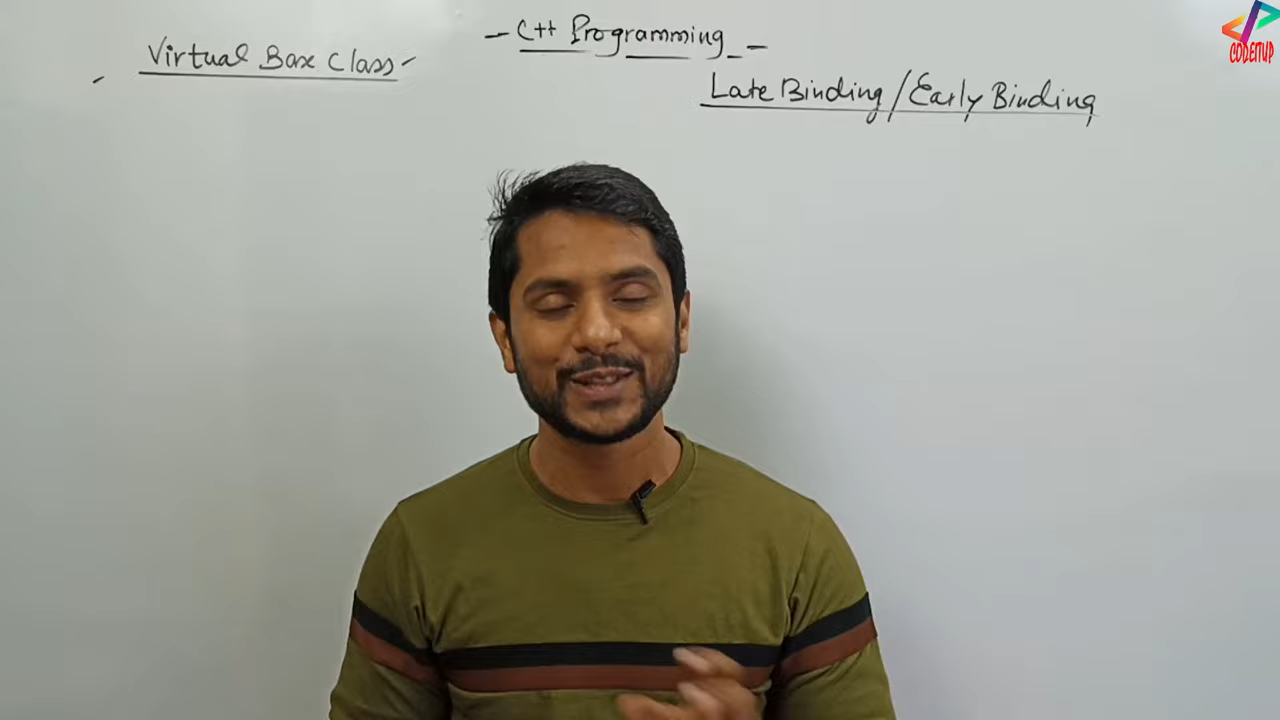 - C++ Programming -
Virtual Base Class
Late Binding / Early Binding
CODEITUP